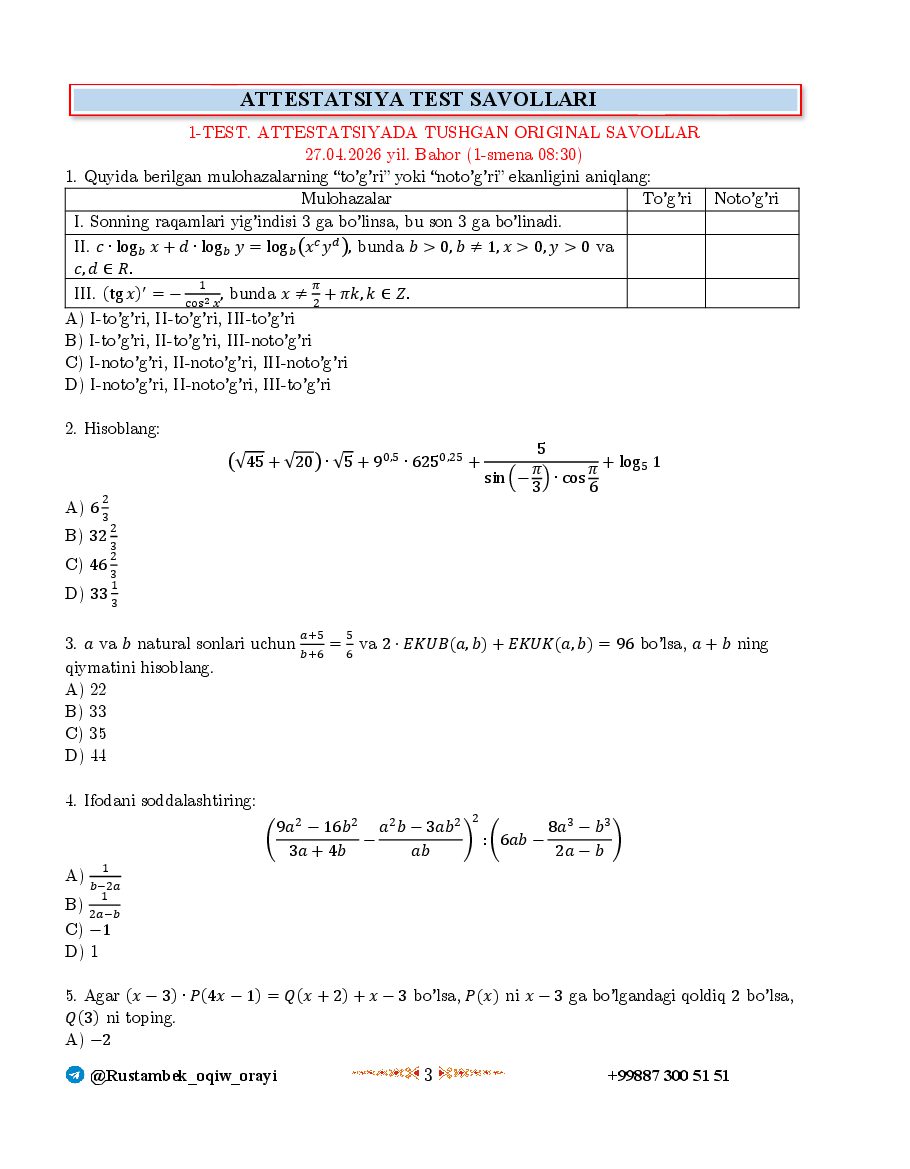 ATTESTATSIYA TEST SAVOLLARI
1-TEST. ATTESTATSIYADA TUSHGAN ORIGINAL SAVOLLAR
27.04.2026 yil. Bahor (1-smena 08:30)
1. Quyida berilgan mulohazalarning “to’g’ri” yoki “noto’g’ri” ekanligini aniqlang:
Mulohazalar To’g’ri Noto’g’ri
I. Sonning raqamlari yig’indisi 3 ga bo’linsa, bu son 3 ga bo’linadi.
II. c · log_b x + d · log_b y = log_b(x^c y^d), bunda b > 0, b ≠ 1, x > 0, y > 0 va
c, d ∈ R.
III. (tg x)′ = − 1/cos² x, bunda x ≠ π/2 + πk, k ∈ Z.
A) I-to’g’ri, II-to’g’ri, III-to’g’ri
B) I-to’g’ri, II-to’g’ri, III-noto’g’ri
C) I-noto’g’ri, II-noto’g’ri, III-noto’g’ri
D) I-noto’g’ri, II-noto’g’ri, III-to’g’ri
2. Hisoblang:
(√45 + √20) · √5 + 9^0,5 · 625^0,25 + 5/(sin(−π/3) · cos π/6) + log₅ 1
A) 6 2/3
B) 32 2/3
C) 46 2/3
D) 33 1/3
3. a va b natural sonlari uchun (a+5)/(b+6) = 5/6 va 2 · EKUB(a, b) + EKUK(a, b) = 96 bo’lsa, a + b ning
qiymatini hisoblang.
A) 22
B) 33
C) 35
D) 44
4. Ifodani soddalashtiring:
((9a² − 16b²)/(3a + 4b) − (a²b − 3ab²)/(ab))² : (6ab − (8a³ − b³)/(2a − b))
A) 1/(b−2a)
B) 1/(2a−b)
C) −1
D) 1
5. Agar (x − 3) · P(4x − 1) = Q(x + 2) + x − 3 bo’lsa, P(x) ni x − 3 ga bo’lgandagi qoldiq 2 bo’lsa,
Q(3) ni toping.
A) −2
@Rustambek_oqiw_orayi 3 +99887 300 51 51